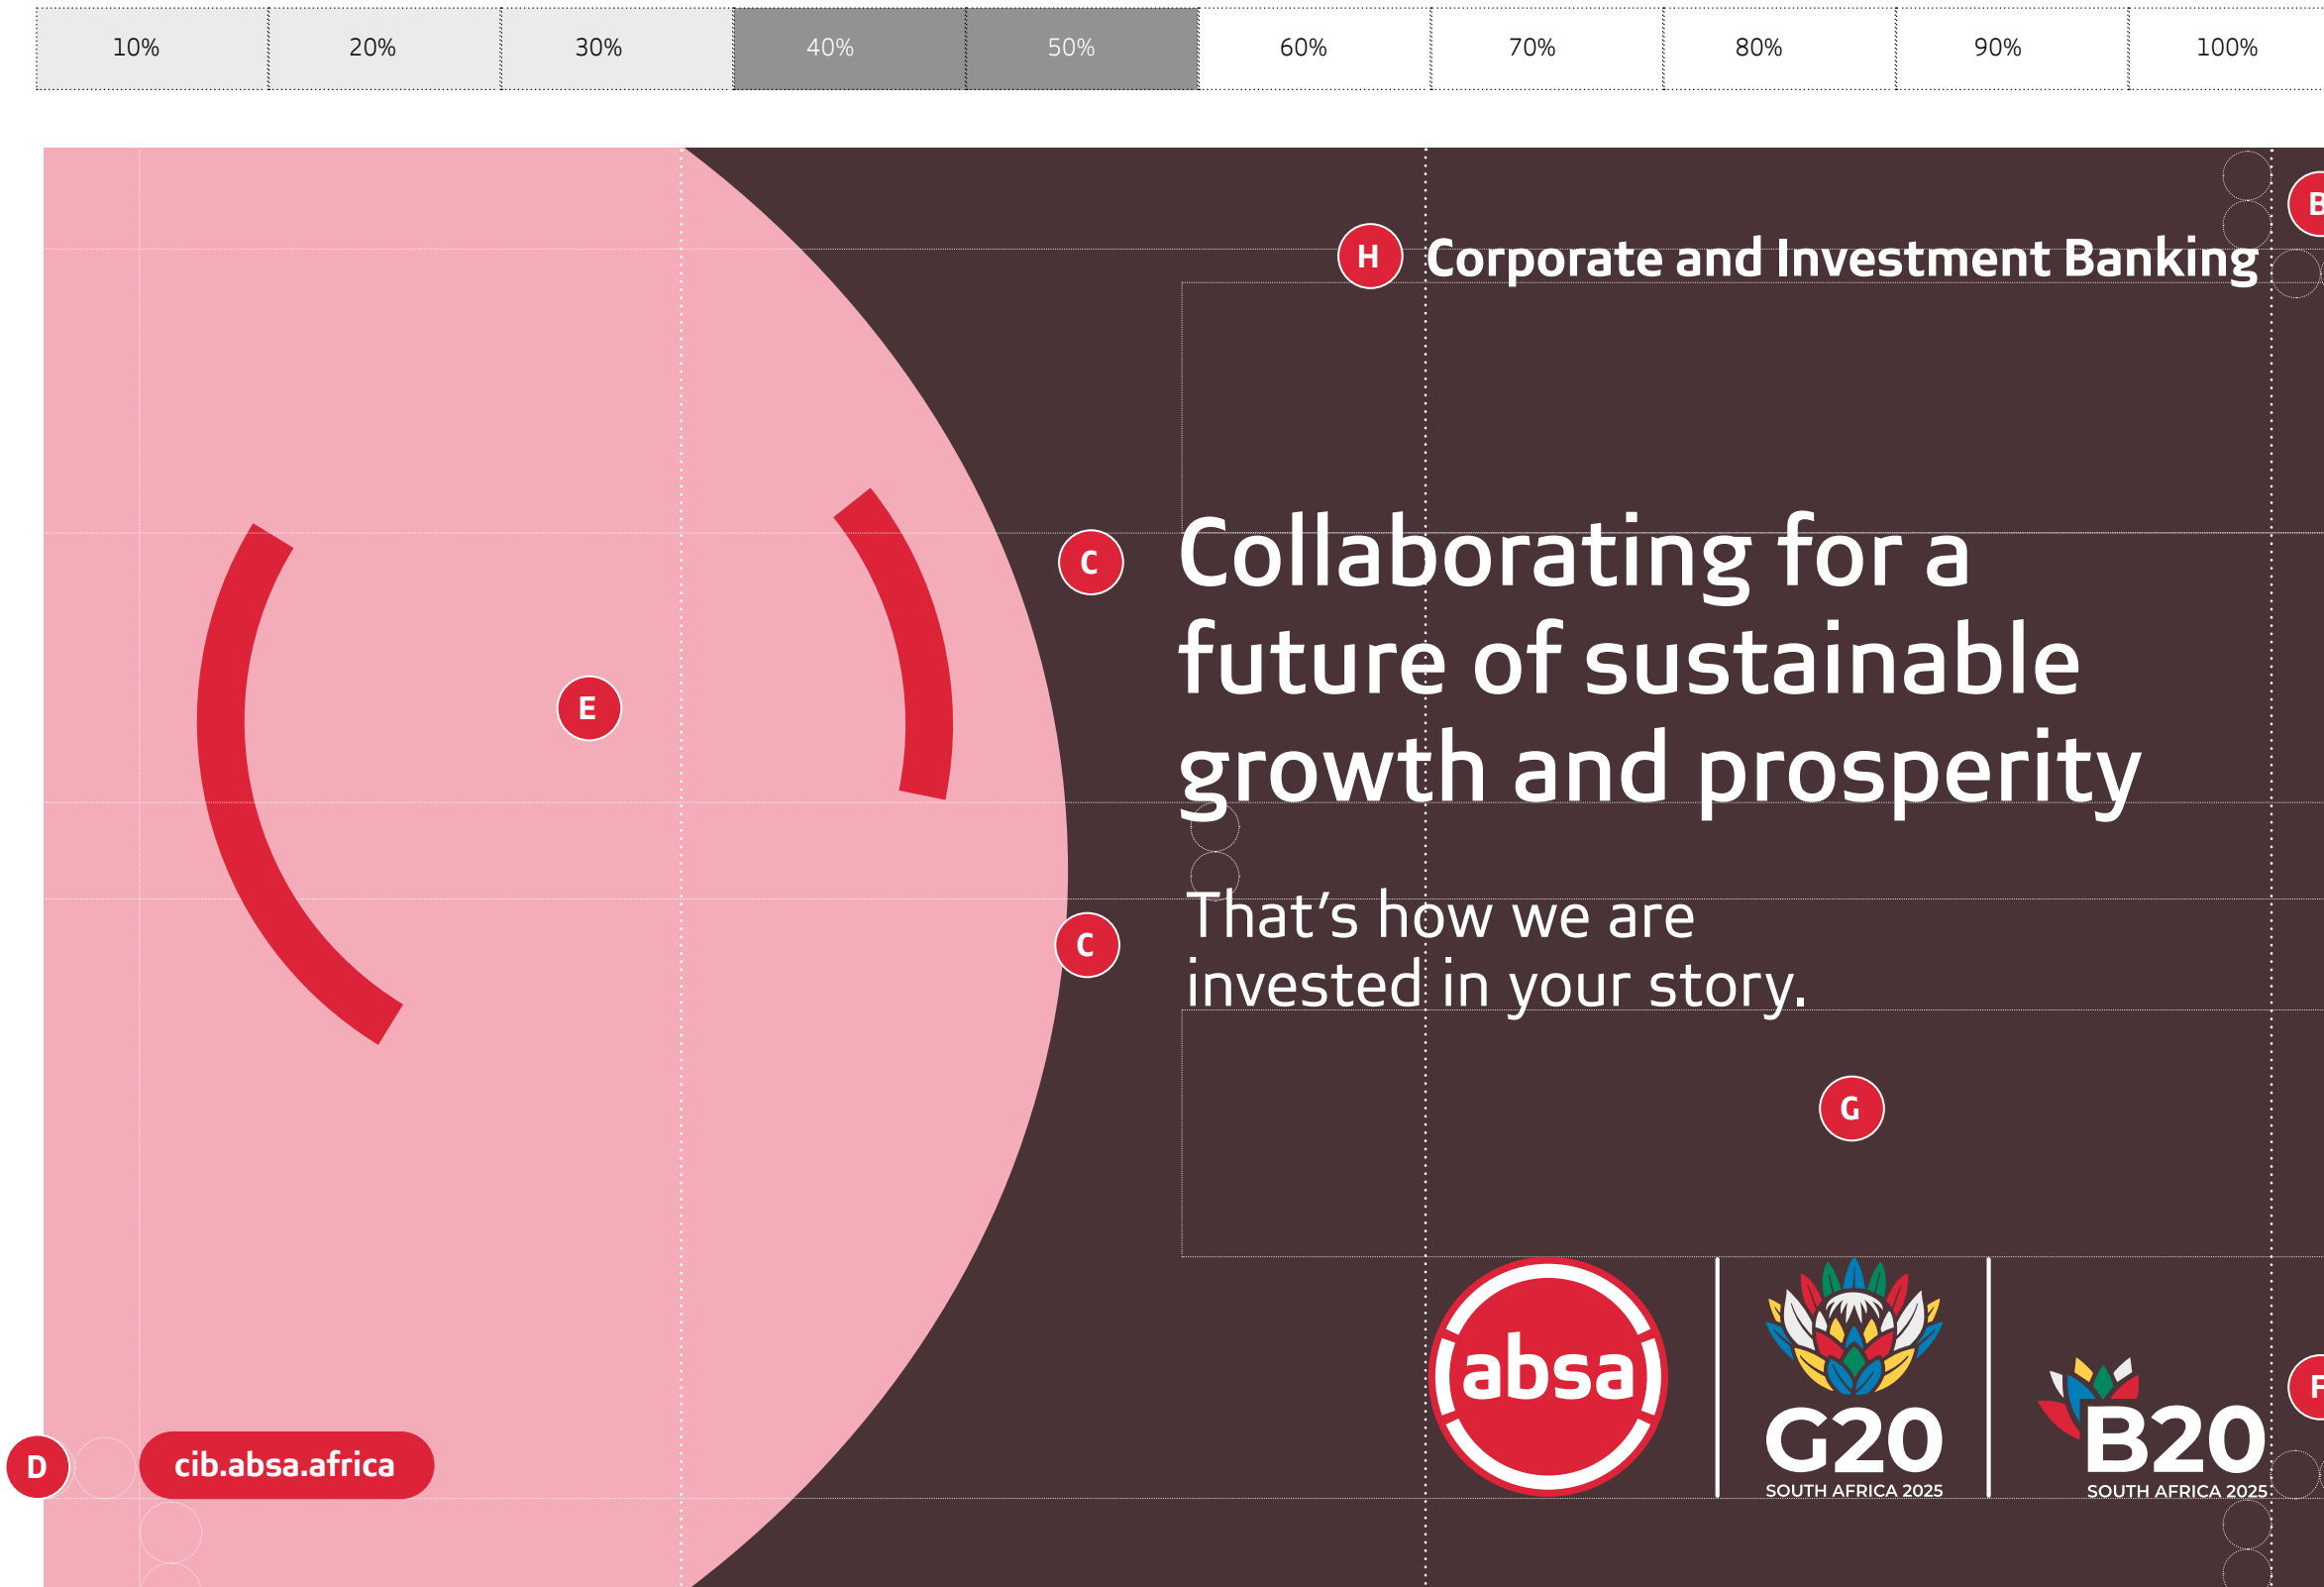 10% 20% 30% 40% 50% 60% 70% 80% 90% 100%
B
H Corporate and Investment Banking
C Collaborating for a
future of sustainable
growth and prosperity
E
C That’s how we are
invested in your story.
G
absa
G20
SOUTH AFRICA 2025
B20
SOUTH AFRICA 2025
F
D cib.absa.africa